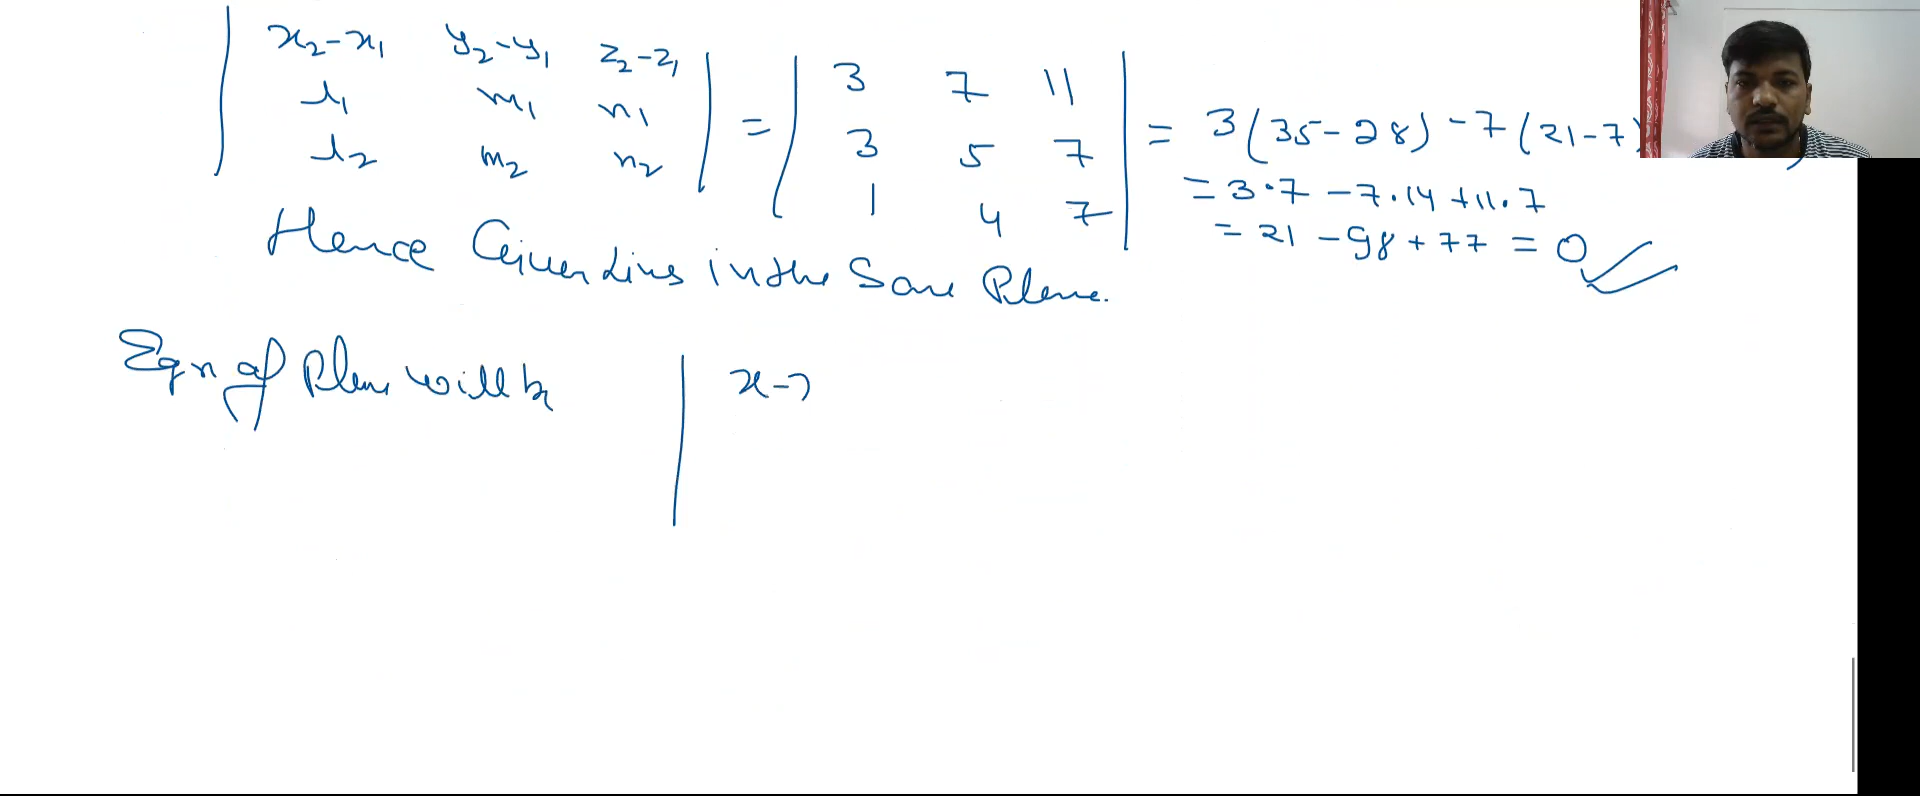 | x₂-x₁ y₂-y₁ z₂-z₁ | = | 3 7 11 | = 3(35-28) -7(21-7)
| l₁ m₁ n₁ | | 3 5 7 | = 3·7 -7·14 +11·7
| l₂ m₂ n₂ | | 1 4 7 | = 21 -98 + 77 = 0
Hence Given Lines in the Same Plane.
Eqn of Plane will be | x-